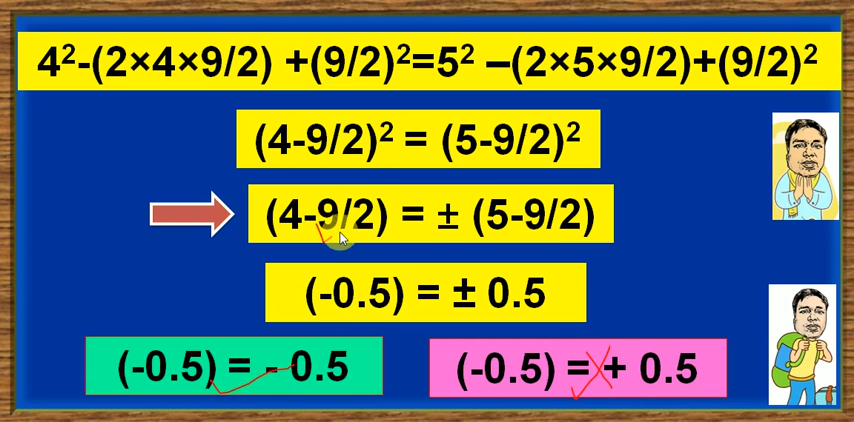 4²-(2×4×9/2) +(9/2)²=5² –(2×5×9/2)+(9/2)²
(4-9/2)² = (5-9/2)²
(4-9/2) = ± (5-9/2)
(-0.5) = ± 0.5
(-0.5) = - 0.5
(-0.5) = + 0.5